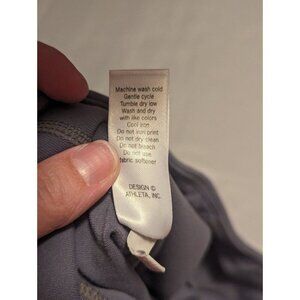 Machine wash cold
Gentle cycle
Tumble dry low
Wash and dry
with like colors
Cool iron
Do not iron print
Do not dry clean
Do not bleach
Do not use
fabric softener
DESIGN ©
ATHLETA, INC.